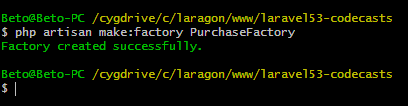 Beto@Beto-PC /cygdrive/c/laragon/www/laravel53-codecasts
$ php artisan make:factory PurchaseFactory
Factory created successfully.
Beto@Beto-PC /cygdrive/c/laragon/www/laravel53-codecasts
$